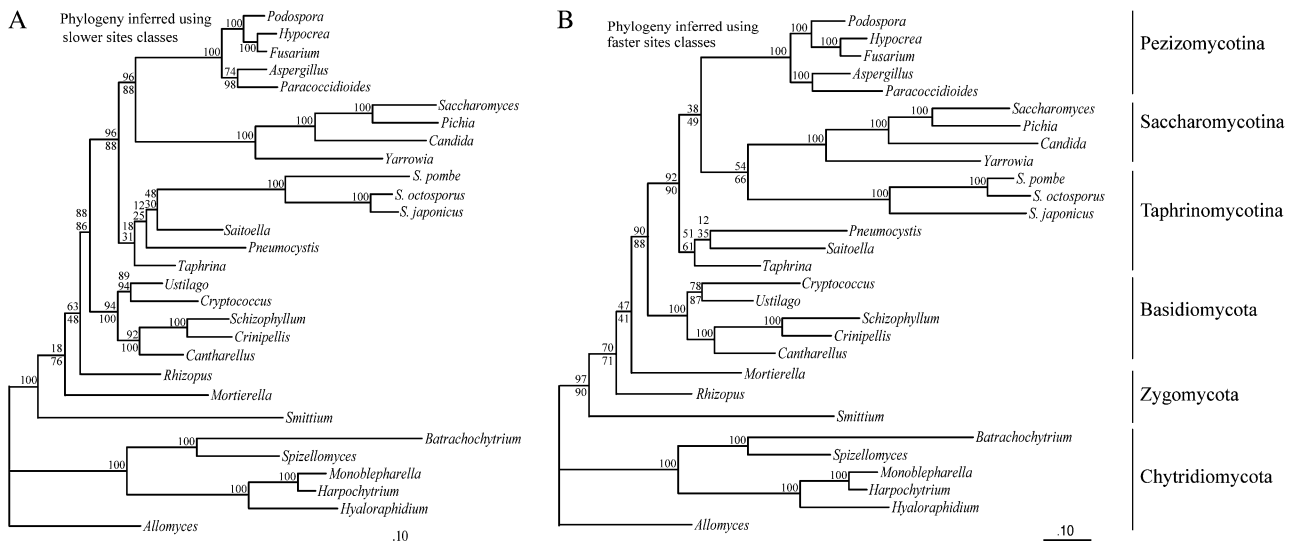 A
Phylogeny inferred using
slower sites classes
Podospora
100
Hypocrea
100
Fusarium
100
Aspergillus
74
98
Paracoccidioides
96
88
Saccharomyces
100
Pichia
100
Candida
100
Yarrowia
96
88
S. pombe
100
S. octosporus
100
S. japonicus
48
30
12
25
18
31
Saitoella
Pneumocystis
Taphrina
88
86
89
94
Ustilago
Cryptococcus
94
100
Schizophyllum
100
Crinipellis
92
100
Cantharellus
63
48
Rhizopus
18
76
Mortierella
100
Smittium
Batrachochytrium
100
Spizellomyces
100
Monoblepharella
100
Harpochytrium
100
Hyaloraphidium
Allomyces
.10
B
Phylogeny inferred using
faster sites classes
Podospora
100
Hypocrea
100
Fusarium
100
Aspergillus
100
Paracoccidioides
38
49
Saccharomyces
100
Pichia
100
Candida
100
Yarrowia
54
66
S. pombe
100
S. octosporus
100
S. japonicus
92
90
12
35
51
61
Pneumocystis
Saitoella
Taphrina
90
88
Cryptococcus
78
87
Ustilago
100
Schizophyllum
100
Crinipellis
100
Cantharellus
47
41
Mortierella
70
71
Rhizopus
97
90
Smittium
Batrachochytrium
100
Spizellomyces
100
Monoblepharella
100
Harpochytrium
100
Hyaloraphidium
Allomyces
.10
Pezizomycotina
Saccharomycotina
Taphrinomycotina
Basidiomycota
Zygomycota
Chytridiomycota